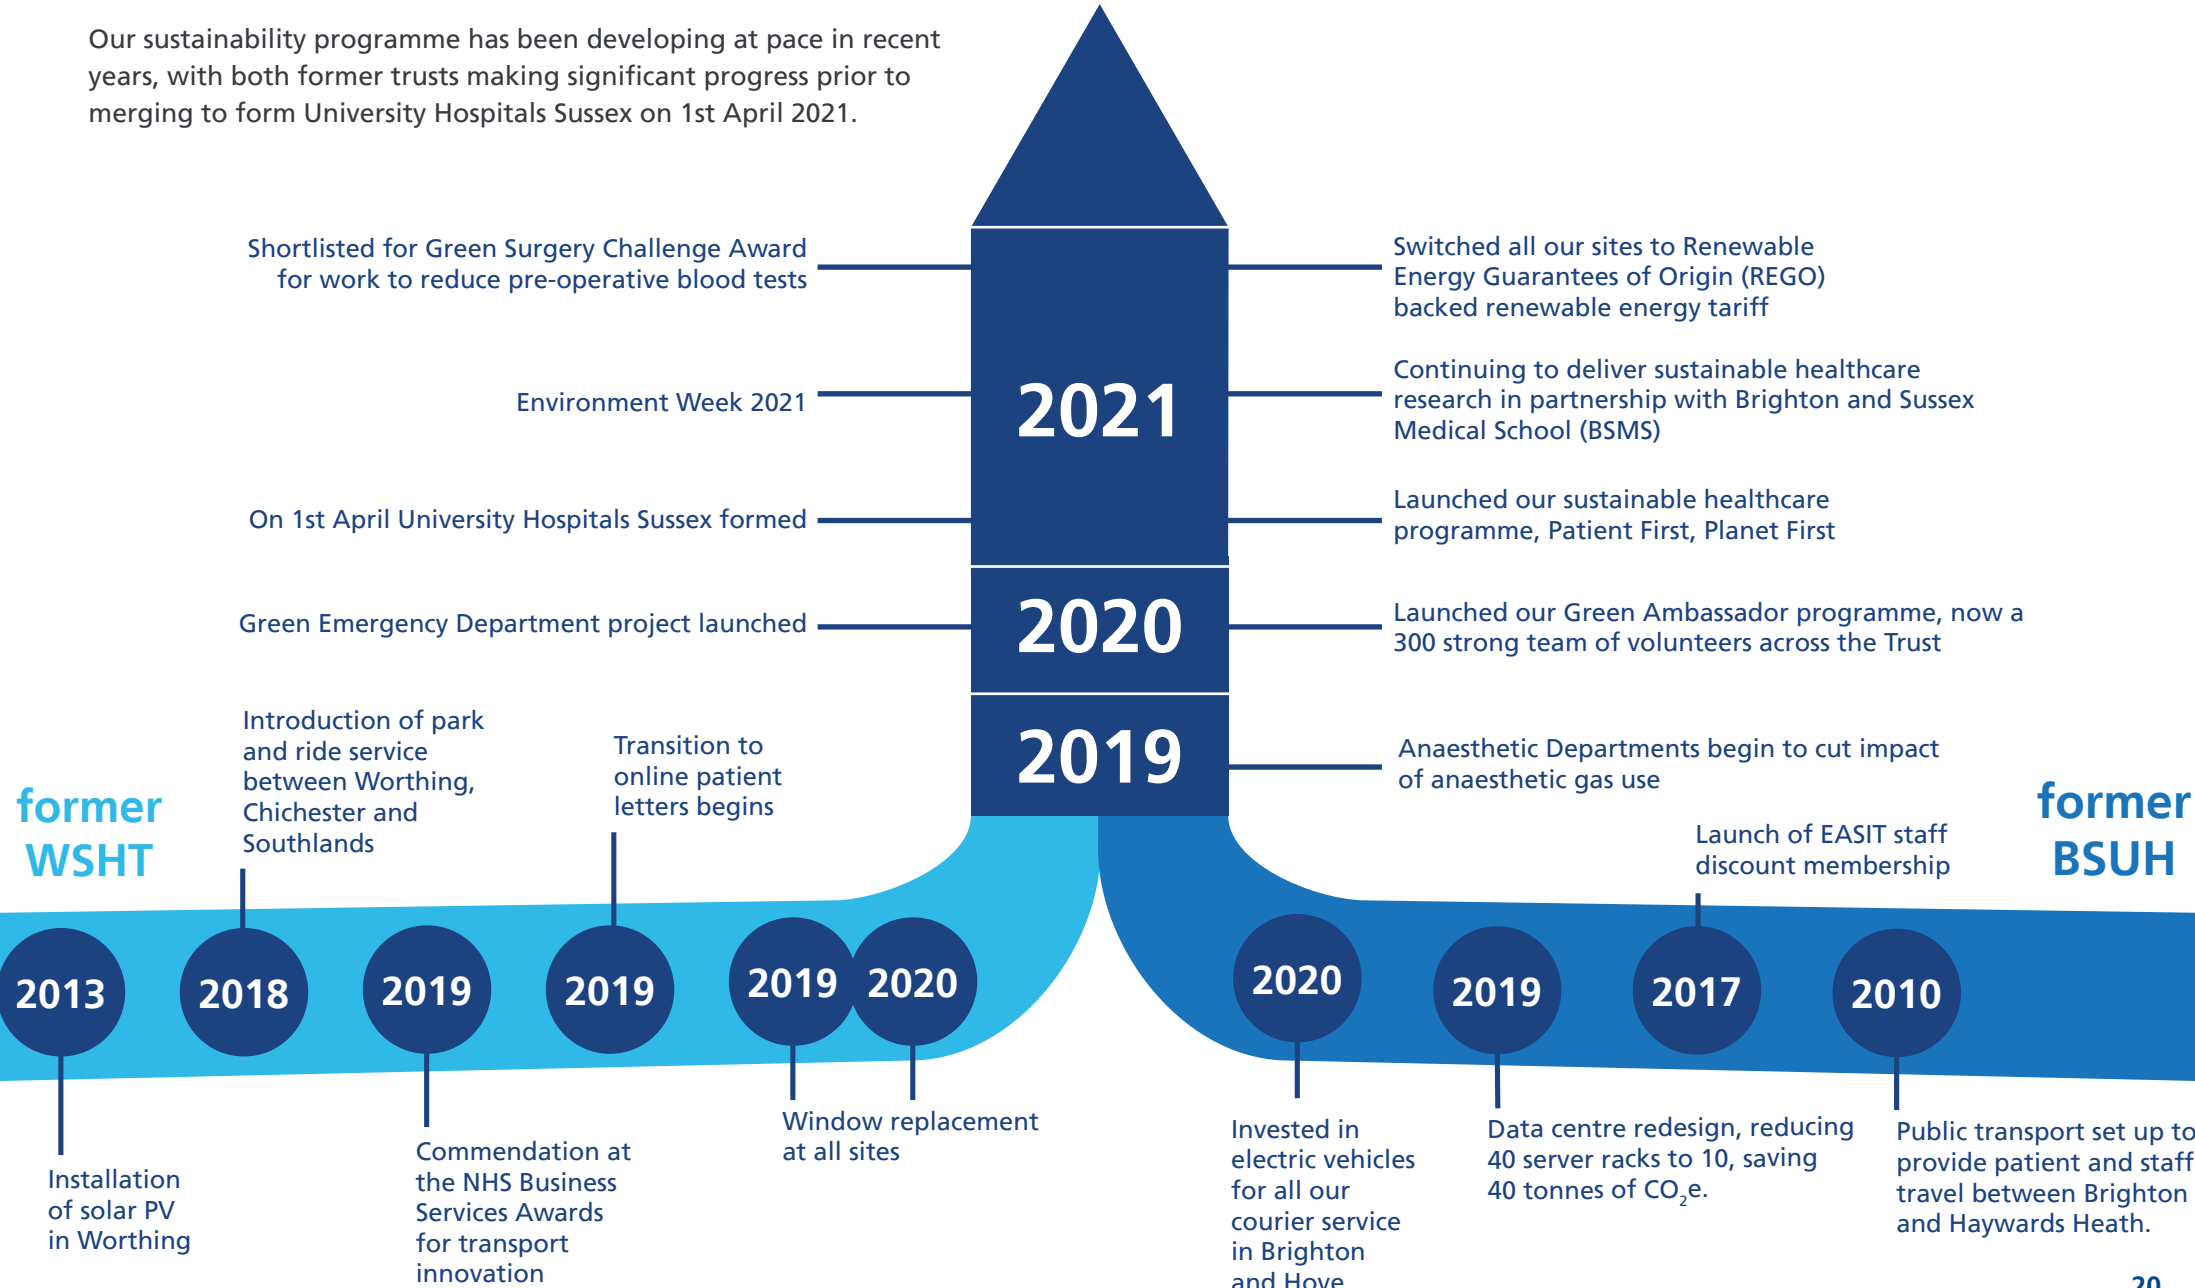 Our sustainability programme has been developing at pace in recent
years, with both former trusts making significant progress prior to
merging to form University Hospitals Sussex on 1st April 2021.
Shortlisted for Green Surgery Challenge Award
for work to reduce pre-operative blood tests
Environment Week 2021
On 1st April University Hospitals Sussex formed
Green Emergency Department project launched
2021
2020
2019
Switched all our sites to Renewable
Energy Guarantees of Origin (REGO)
backed renewable energy tariff
Continuing to deliver sustainable healthcare
research in partnership with Brighton and Sussex
Medical School (BSMS)
Launched our sustainable healthcare
programme, Patient First, Planet First
Launched our Green Ambassador programme, now a
300 strong team of volunteers across the Trust
Anaesthetic Departments begin to cut impact
of anaesthetic gas use
former
WSHT
Introduction of park
and ride service
between Worthing,
Chichester and
Southlands
Transition to
online patient
letters begins
Launch of EASIT staff
discount membership
former
BSUH
2013
2018
2019
2019
2019
2020
2020
2019
2017
2010
Installation
of solar PV
in Worthing
Commendation at
the NHS Business
Services Awards
for transport
innovation
Window replacement
at all sites
Invested in
electric vehicles
for all our
courier service
in Brighton
and Hove
Data centre redesign, reducing
40 server racks to 10, saving
40 tonnes of CO₂e.
Public transport set up to
provide patient and staff
travel between Brighton
and Haywards Heath.
20